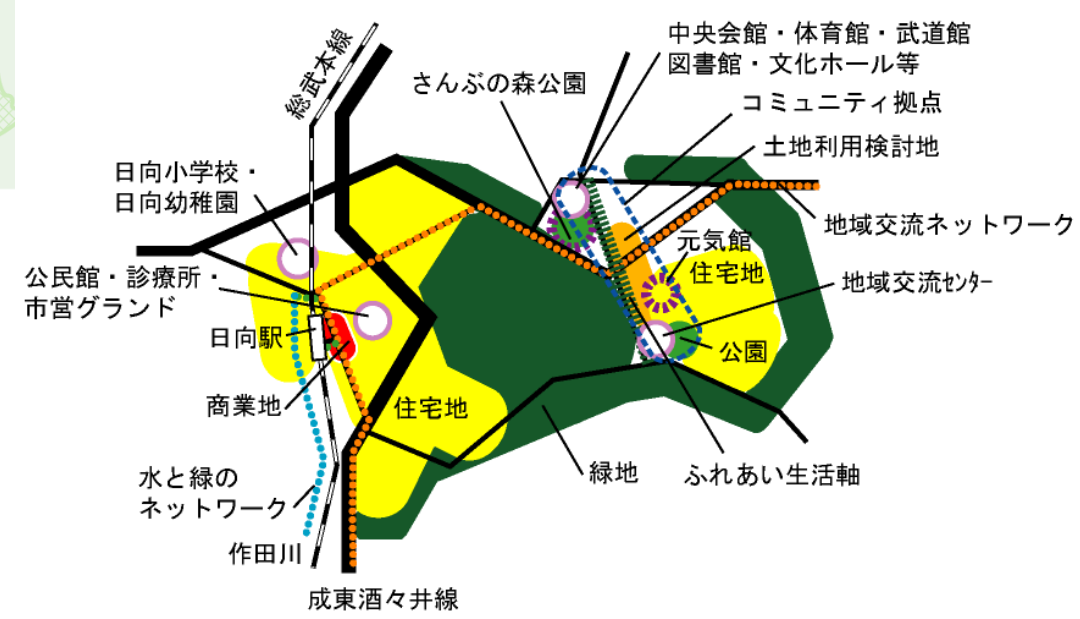 中央会館・体育館・武道館
図書館・文化ホール等
さんぶの森公園
コミュニティ拠点
総武本線
土地利用検討地
日向小学校・
日向幼稚園
地域交流ネットワーク
元気館
住宅地
公民館・診療所・
市営グランド
地域交流ｾﾝﾀｰ
日向駅
公園
商業地
住宅地
緑地
ふれあい生活軸
水と緑の
ネットワーク
作田川
成東酒々井線